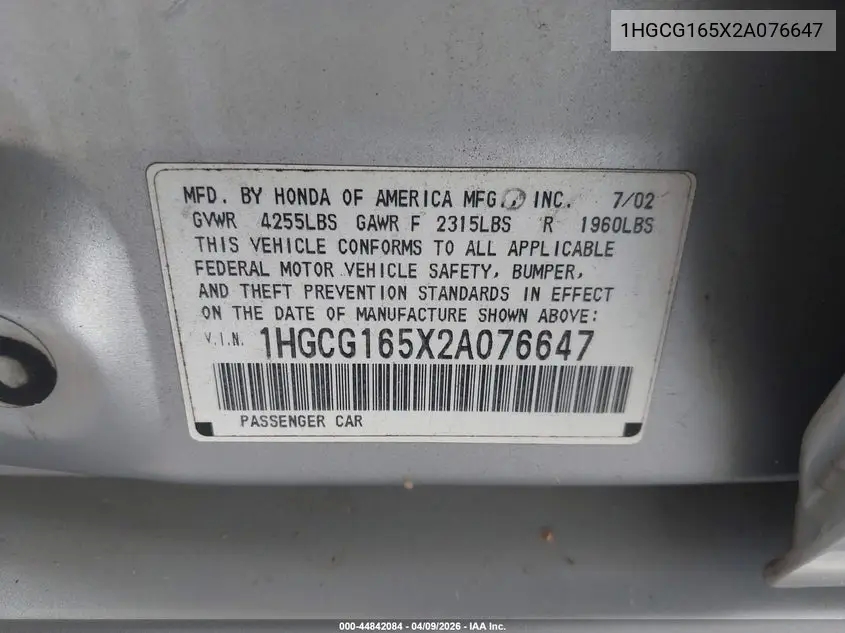 1HGCG165X2A076647
MFD. BY HONDA OF AMERICA MFG., INC. 7/02
GVWR 4255LBS GAWR F 2315LBS R 1960LBS
THIS VEHICLE CONFORMS TO ALL APPLICABLE
FEDERAL MOTOR VEHICLE SAFETY, BUMPER,
AND THEFT PREVENTION STANDARDS IN EFFECT
ON THE DATE OF MANUFACTURE SHOWN ABOVE:
V.I.N. 1HGCG165X2A076647
PASSENGER CAR
000-44842084 - 04/09/2026 - IAA Inc.